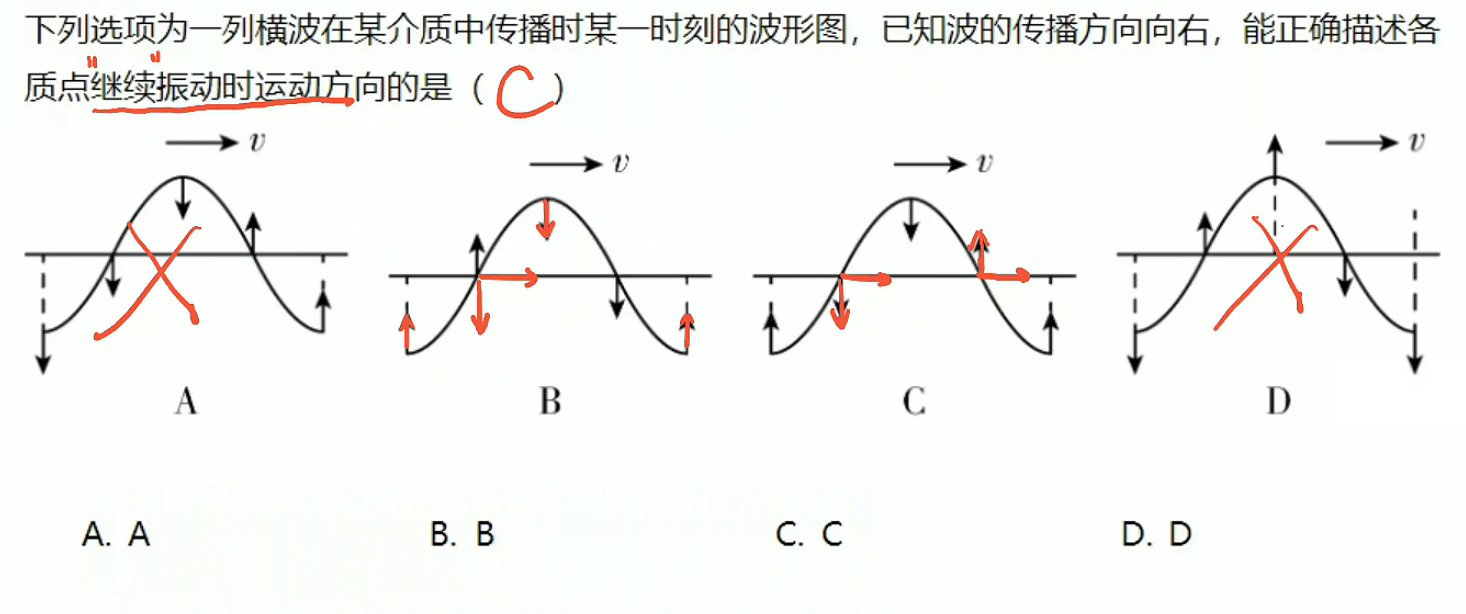 下列选项为一列横波在某介质中传播时某一时刻的波形图，已知波的传播方向向右，能正确描述各
质点继续振动时运动方向的是（ C ）
v v v v
A B C D
A. A B. B C. C D. D